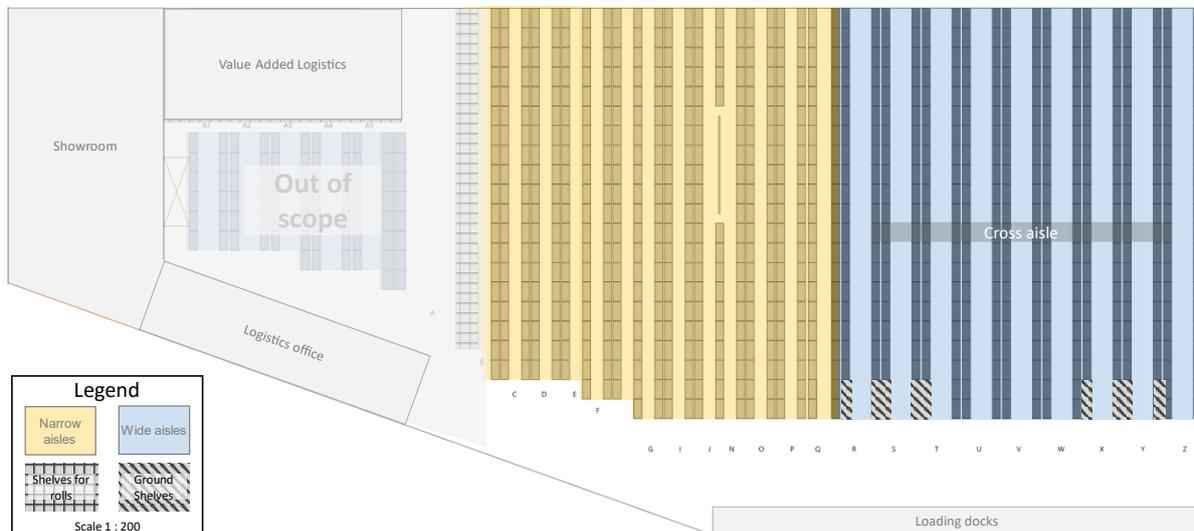 Value Added Logistics
Showroom
A1 A2 A3 A4 A5
Out of
scope
Cross aisle
A
Logistics office
B
C D E
F
G I J N O P Q R S T U V W X Y Z
Legend
Narrow
aisles
Wide aisles
Shelves for
rolls
Ground
Shelves
Scale 1 : 200
Loading docks